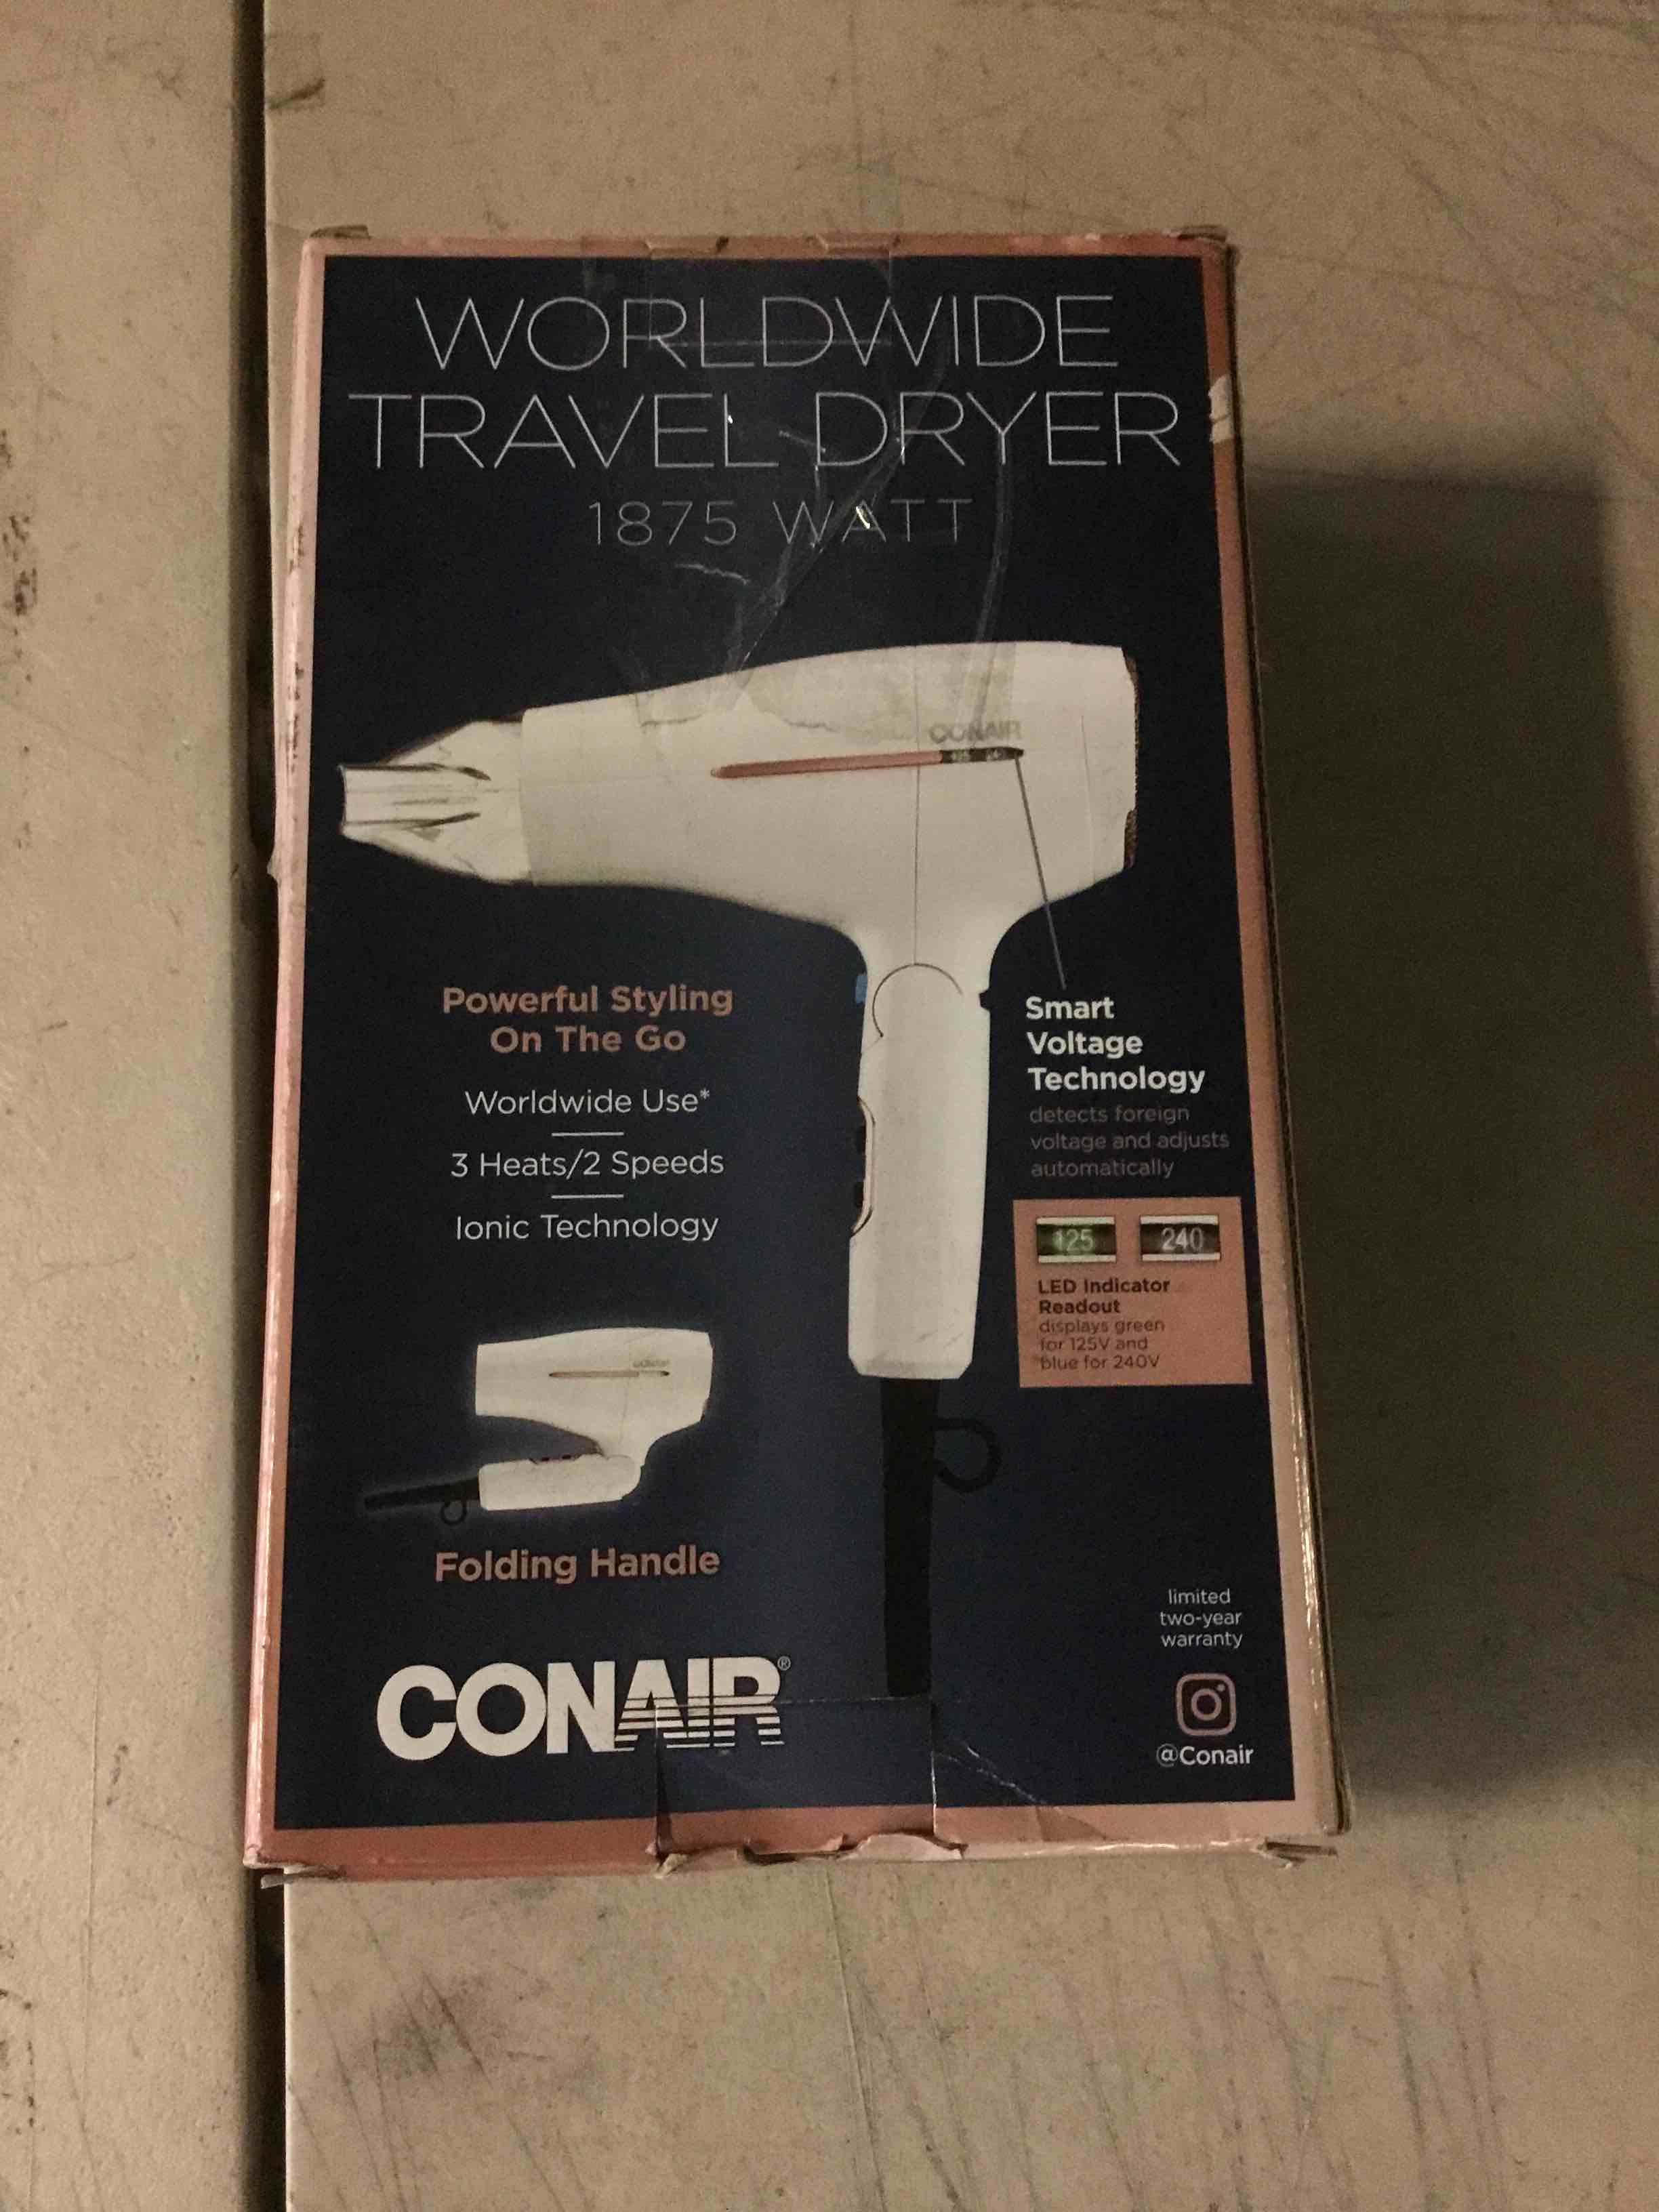 WORLDWIDE
TRAVEL DRYER
1875 WATT
CONAIR
Powerful Styling
On The Go
Worldwide Use*
3 Heats/2 Speeds
Ionic Technology
Smart
Voltage
Technology
detects foreign
voltage and adjusts
automatically
125 240
LED Indicator
Readout
displays green
for 125V and
blue for 240V
Folding Handle
CONAIR®
limited
two-year
warranty
@Conair